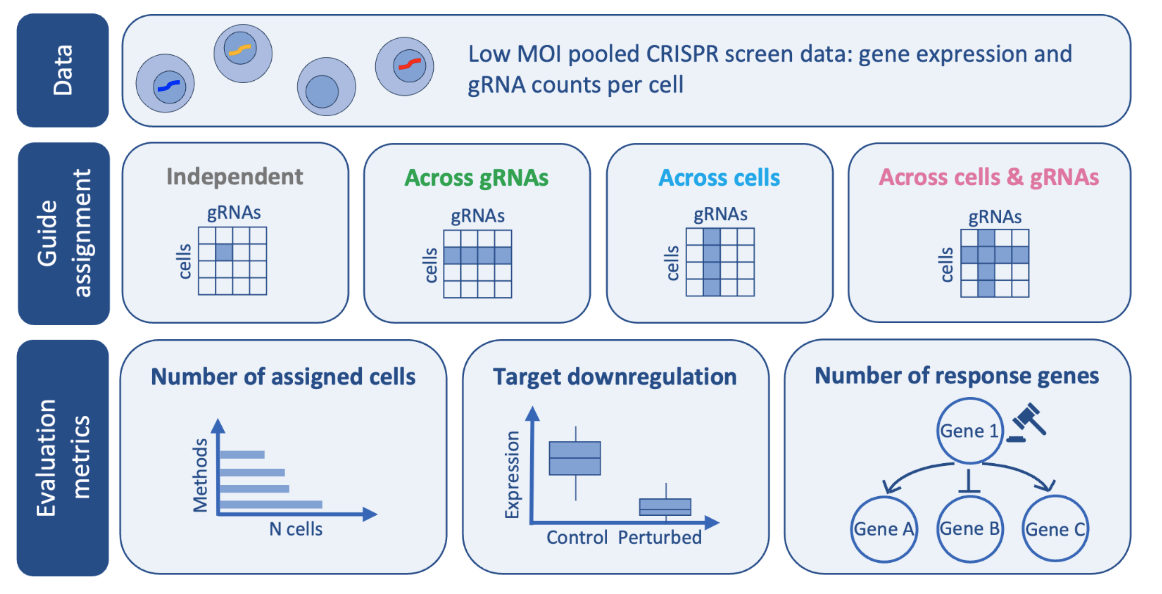 Data
Low MOI pooled CRISPR screen data: gene expression and
gRNA counts per cell
Guide
assignment
Independent
gRNAs
cells
Across gRNAs
gRNAs
cells
Across cells
gRNAs
cells
Across cells & gRNAs
gRNAs
cells
Evaluation
metrics
Number of assigned cells
Methods
N cells
Target downregulation
Expression
Control Perturbed
Number of response genes
Gene 1
Gene A
Gene B
Gene C